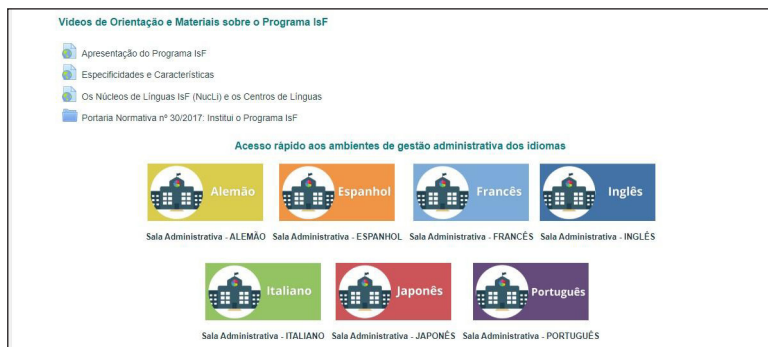 Vídeos de Orientação e Materiais sobre o Programa IsF
Apresentação do Programa IsF
Especificidades e Características
Os Núcleos de Línguas IsF (NucLi) e os Centros de Línguas
Portaria Normativa nº 30/2017: Institui o Programa IsF
Acesso rápido aos ambientes de gestão administrativa dos idiomas
Alemão Espanhol Francês Inglês
Sala Administrativa - ALEMÃO Sala Administrativa - ESPANHOL Sala Administrativa - FRANCÊS Sala Administrativa - INGLÊS
Italiano Japonês Português
Sala Administrativa - ITALIANO Sala Administrativa - JAPONÊS Sala Administrativa - PORTUGUÊS